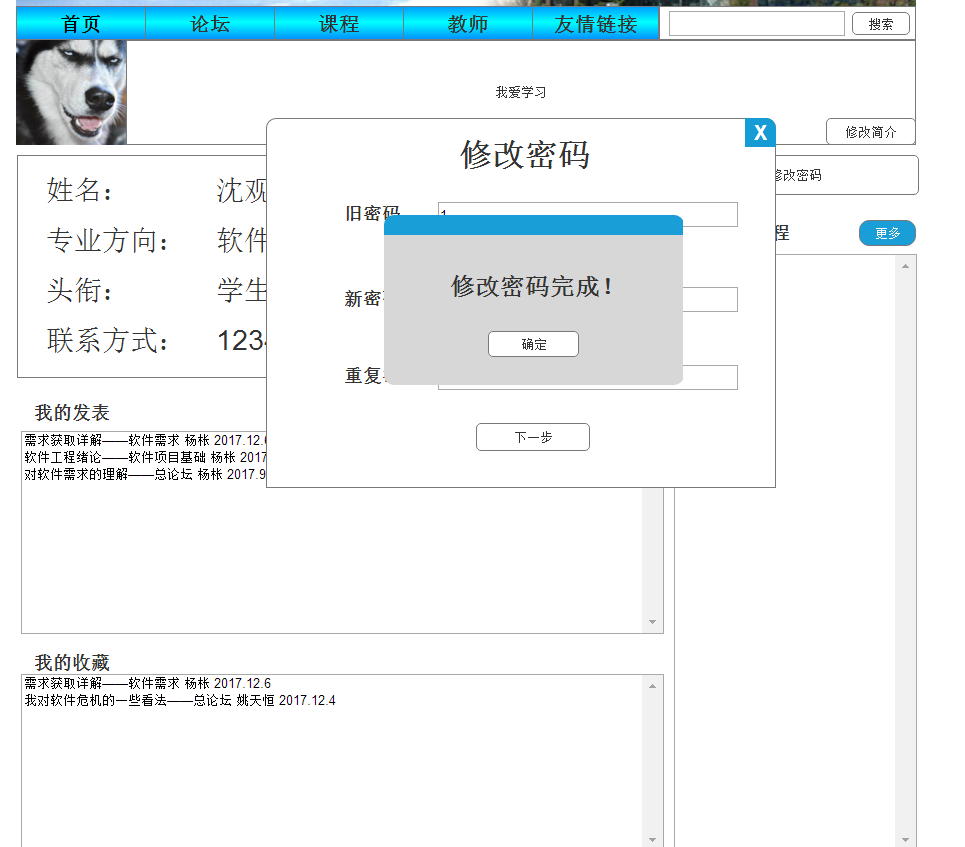 首页 论坛 课程 教师 友情链接 搜索
我爱学习
修改简介
X
修改密码
修改密码
姓名： 沈观
专业方向： 软件
头衔： 学生
联系方式： 123
旧密码 1
新密
重复
修改密码完成！
确定
下一步
程 更多
我的发表
需求获取详解——软件需求 杨枨 2017.12.6
软件工程绪论——软件项目基础 杨枨 2017
对软件需求的理解——总论坛 杨枨 2017.9
我的收藏
需求获取详解——软件需求 杨枨 2017.12.6
我对软件危机的一些看法——总论坛 姚天恒 2017.12.4